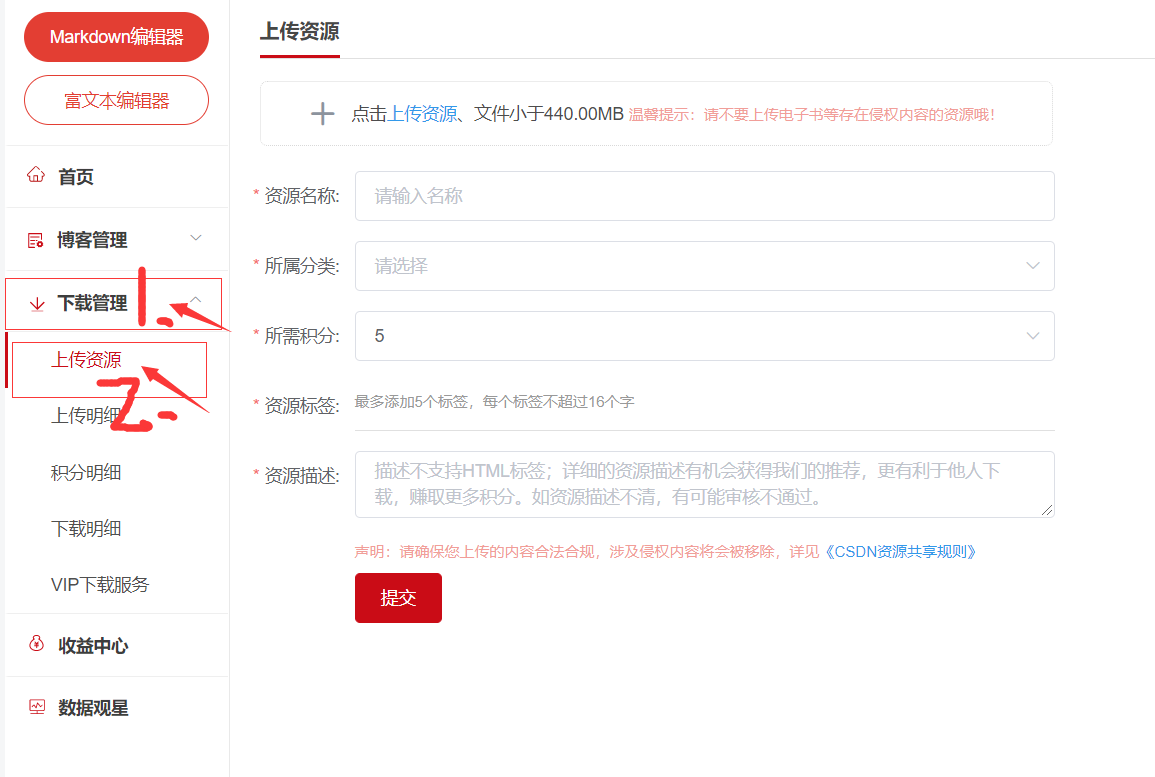 Markdown编辑器
富文本编辑器
首页
博客管理
下载管理
1.
上传资源
2.
上传明细
积分明细
下载明细
VIP下载服务
收益中心
数据观星
上传资源
点击上传资源、文件小于440.00MB 温馨提示：请不要上传电子书等存在侵权内容的资源哦！
* 资源名称: 请输入名称
* 所属分类: 请选择
* 所需积分: 5
* 资源标签: 最多添加5个标签，每个标签不超过16个字
* 资源描述: 描述不支持HTML标签；详细的资源描述有机会获得我们的推荐，更有利于他人下
载，赚取更多积分。如资源描述不清，有可能审核不通过。
声明：请确保您上传的内容合法合规，涉及侵权内容将会被移除，详见《CSDN资源共享规则》
提交